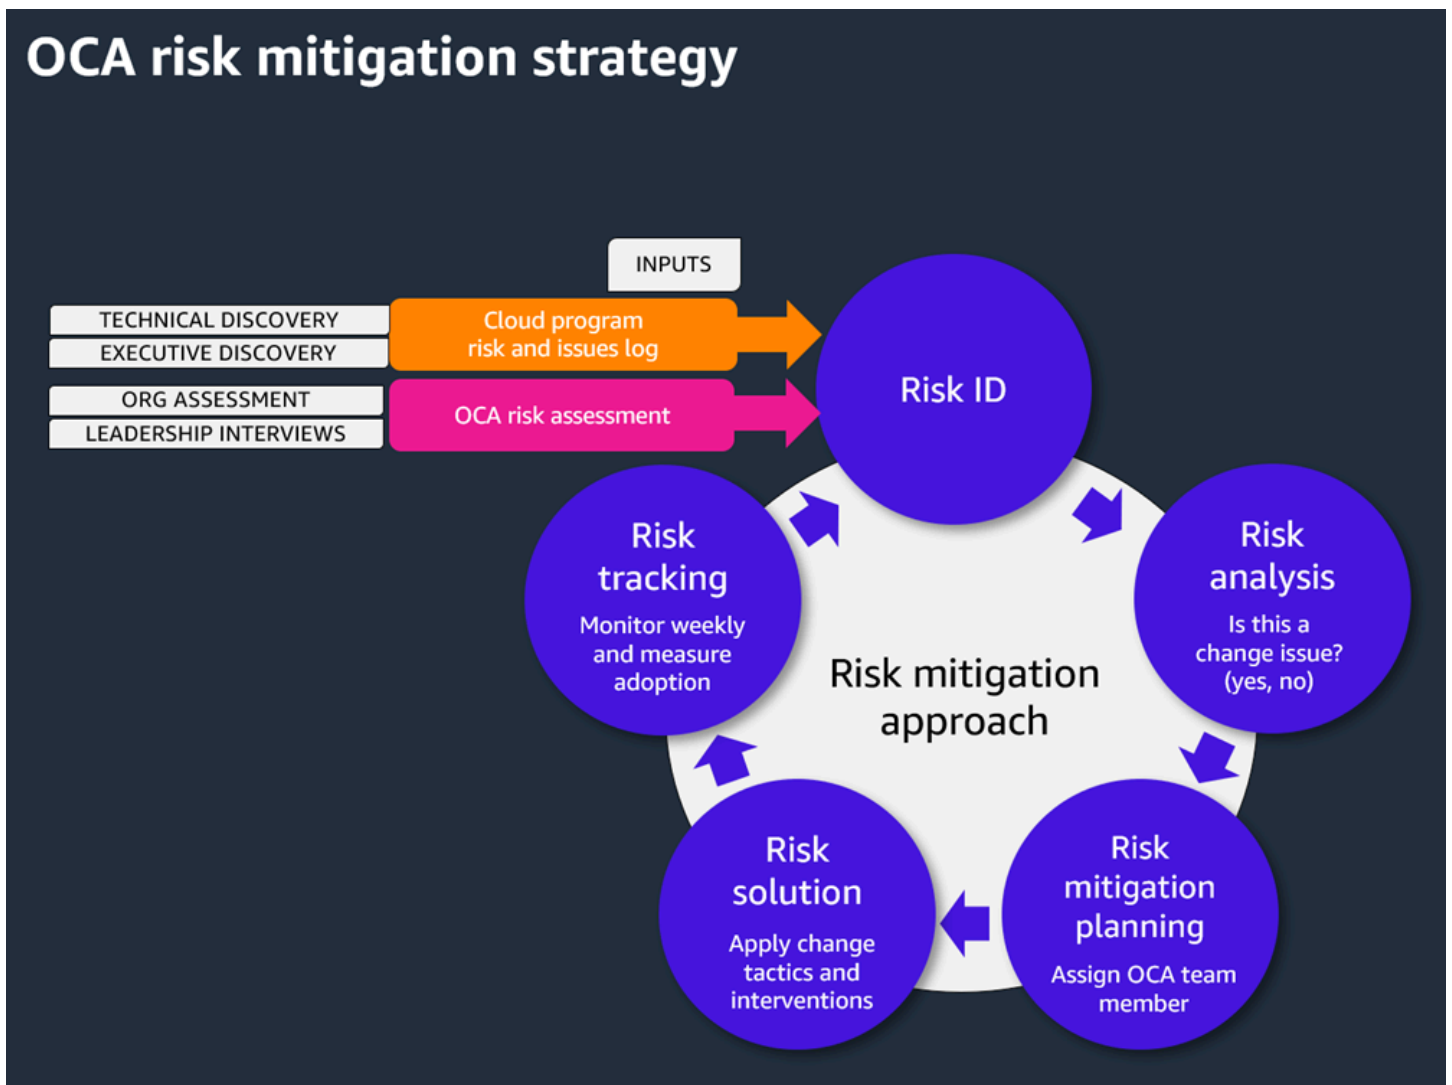 OCA risk mitigation strategy
INPUTS
TECHNICAL DISCOVERY
EXECUTIVE DISCOVERY
Cloud program
risk and issues log
ORG ASSESSMENT
LEADERSHIP INTERVIEWS
OCA risk assessment
Risk ID
Risk
analysis
Is this a
change issue?
(yes, no)
Risk
mitigation
planning
Assign OCA team
member
Risk
solution
Apply change
tactics and
interventions
Risk
tracking
Monitor weekly
and measure
adoption
Risk mitigation
approach